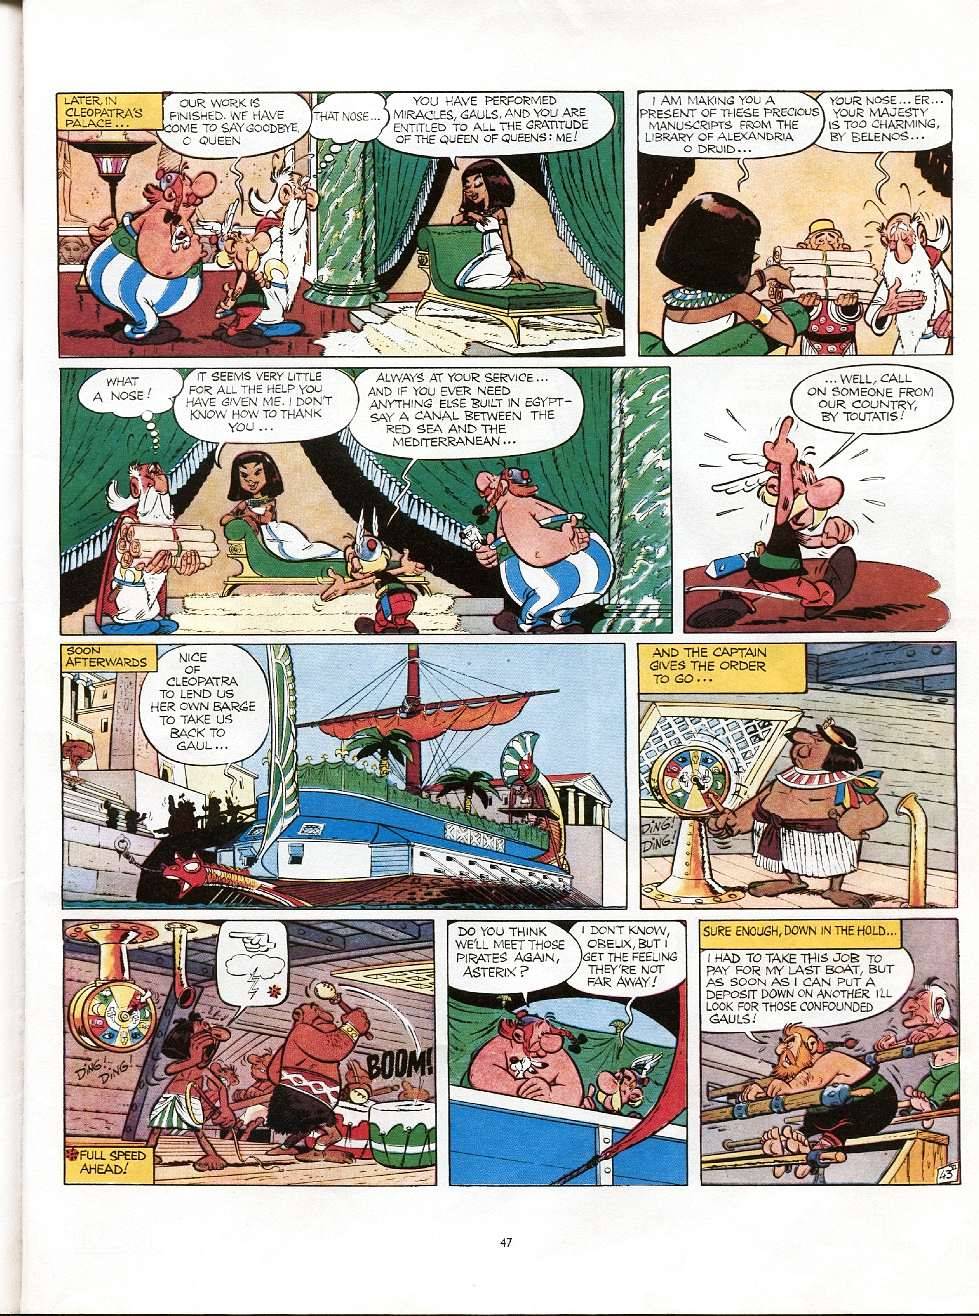 LATER, IN
CLEOPATRA'S
PALACE...
OUR WORK IS
FINISHED. WE HAVE
COME TO SAY GOODBYE,
O QUEEN
THAT NOSE...
YOU HAVE PERFORMED
MIRACLES, GAULS, AND YOU ARE
ENTITLED TO ALL THE GRATITUDE
OF THE QUEEN OF QUEENS: ME!
I AM MAKING YOU A
PRESENT OF THESE PRECIOUS
MANUSCRIPTS FROM THE
LIBRARY OF ALEXANDRIA
O DRUID...
YOUR NOSE... ER...
YOUR MAJESTY
IS TOO CHARMING,
BY BELENOS...
WHAT
A NOSE!
IT SEEMS VERY LITTLE
FOR ALL THE HELP YOU
HAVE GIVEN ME. I DON'T
KNOW HOW TO THANK
YOU...
ALWAYS AT YOUR SERVICE...
AND IF YOU EVER NEED
ANYTHING ELSE BUILT IN EGYPT-
SAY A CANAL BETWEEN THE
RED SEA AND THE
MEDITERRANEAN...
...WELL, CALL
ON SOMEONE FROM
OUR COUNTRY,
BY TOUTATIS!
SOON
AFTERWARDS
NICE
OF
CLEOPATRA
TO LEND US
HER OWN BARGE
TO TAKE US
BACK TO
GAUL...
AND THE CAPTAIN
GIVES THE ORDER
TO GO...
DING!
DING!
DING!
DING!
BOOM!
*FULL SPEED
AHEAD!
DO YOU THINK
WE'LL MEET THOSE
PIRATES AGAIN,
ASTERIX?
I DON'T KNOW,
OBELIX, BUT I
GET THE FEELING
THEY'RE NOT
FAR AWAY!
SURE ENOUGH, DOWN IN THE HOLD...
I HAD TO TAKE THIS JOB TO
PAY FOR MY LAST BOAT, BUT
AS SOON AS I CAN PUT A
DEPOSIT DOWN ON ANOTHER I'LL
LOOK FOR THOSE CONFOUNDED
GAULS!
43
47